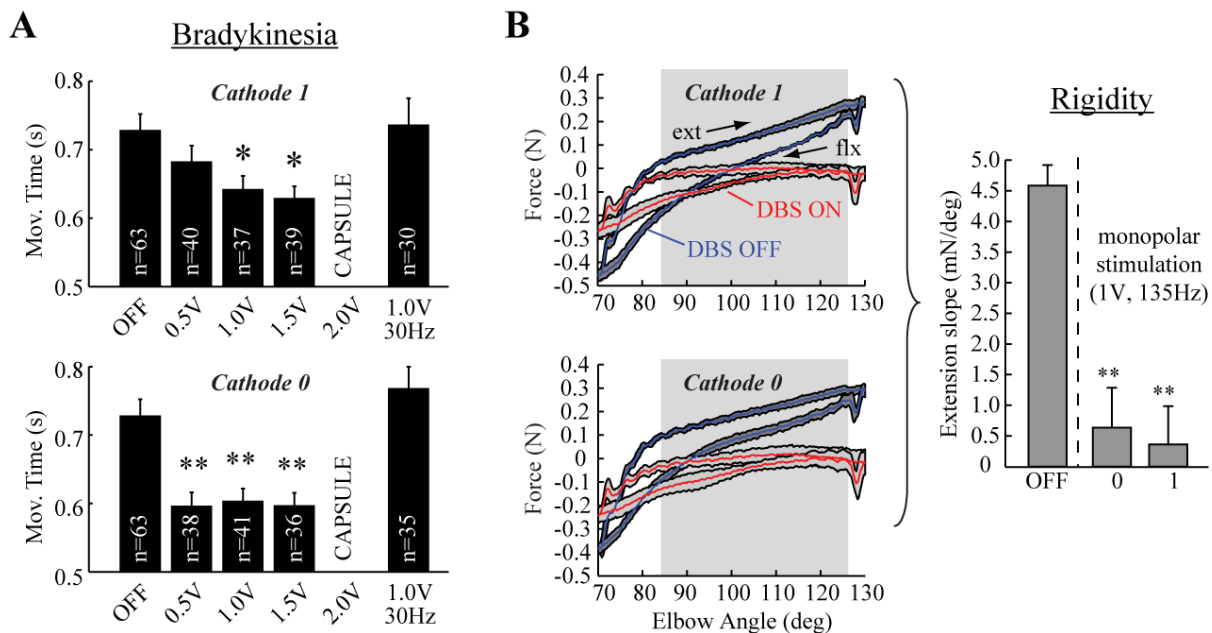 A
Bradykinesia
Mov. Time (s)
0.8
0.7
0.6
0.5
Cathode 1
*
*
n=63
n=40
n=37
n=39
CAPSULE
n=30
OFF
0.5V
1.0V
1.5V
2.0V
1.0V
30Hz
Mov. Time (s)
0.8
0.7
0.6
0.5
Cathode 0
**
**
**
n=63
n=38
n=41
n=36
CAPSULE
n=35
OFF
0.5V
1.0V
1.5V
2.0V
1.0V
30Hz
B
Force (N)
0.4
0.3
0.2
0.1
0
-0.1
-0.2
-0.3
-0.4
-0.5
Cathode 1
ext
flx
DBS ON
DBS OFF
70
80
90
100
110
120
130
Force (N)
0.4
0.3
0.2
0.1
0
-0.1
-0.2
-0.3
-0.4
-0.5
Cathode 0
70
80
90
100
110
120
130
Elbow Angle (deg)
Rigidity
Extension slope (mN/deg)
5.0
4.5
4.0
3.5
3.0
2.5
2.0
1.5
1.0
0.5
0
monopolar
stimulation
(1V, 135Hz)
**
**
OFF
0
1